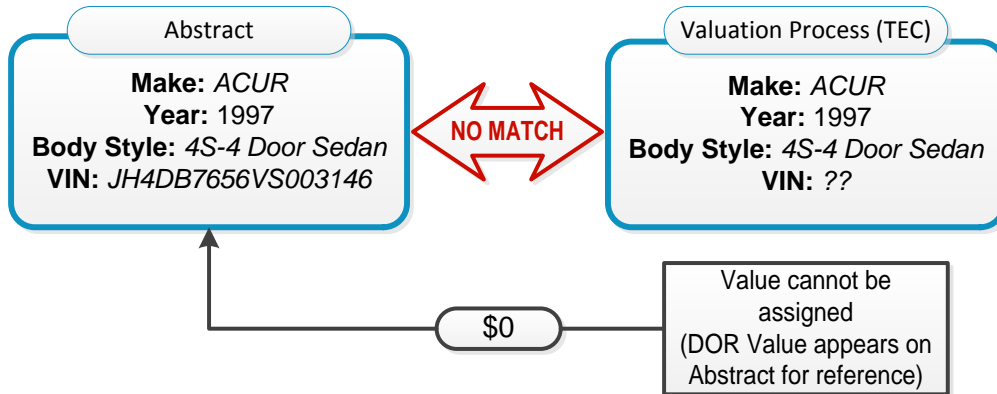 Abstract
Make: ACUR
Year: 1997
Body Style: 4S-4 Door Sedan
VIN: JH4DB7656VS003146
NO MATCH
Valuation Process (TEC)
Make: ACUR
Year: 1997
Body Style: 4S-4 Door Sedan
VIN: ??
$0
Value cannot be
assigned
(DOR Value appears on
Abstract for reference)